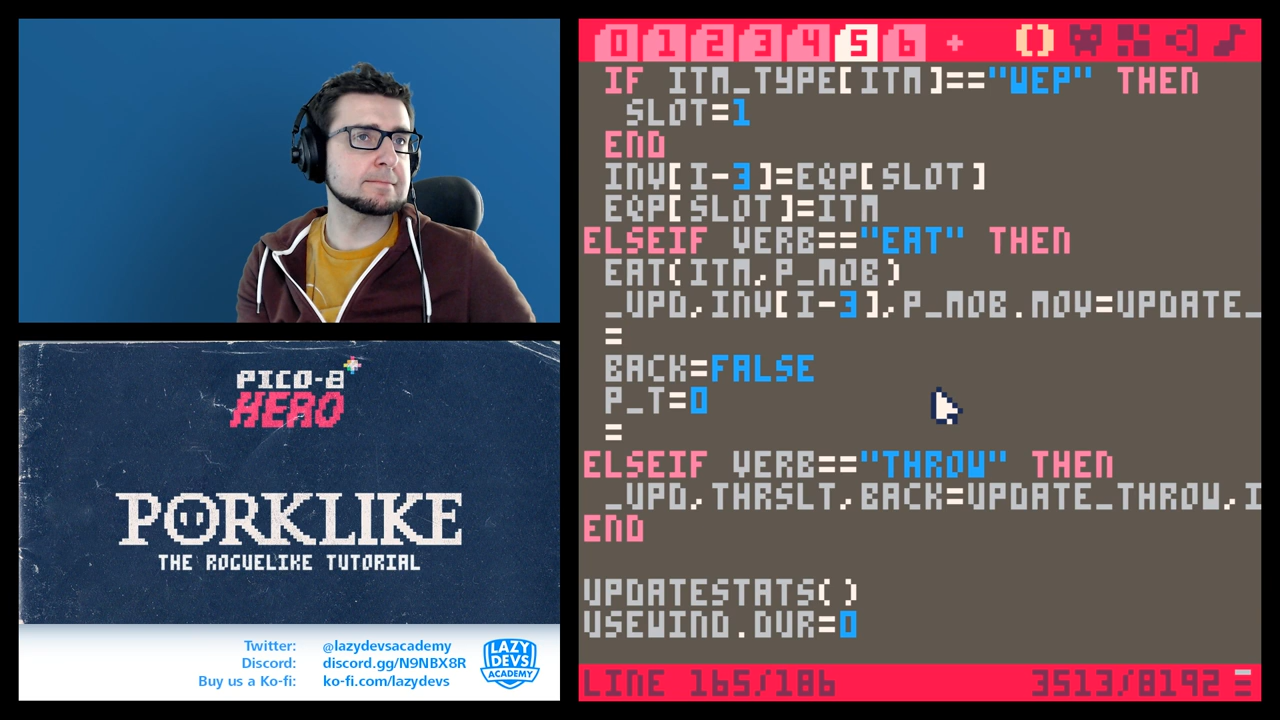 PICO-8
HERO
PORKLIKE
THE ROGUELIKE TUTORIAL
Twitter: @lazydevsacademy
Discord: discord.gg/N9NBX8R
Buy us a Ko-fi: ko-fi.com/lazydevs
LAZY
DEVS
ACADEMY
0 1 2 3 4 5 6 +
IF ITM_TYPE[ITM]=="WEP" THEN
SLOT=1
END
INV[I-3]=EQP[SLOT]
EQP[SLOT]=ITM
ELSEIF VERB=="EAT" THEN
EAT(ITM,P_MOB)
_UPD,INV[I-3],P_MOB.MOV=UPDATE_
=
BACK=FALSE
P_T=0
=
ELSEIF VERB=="THROW" THEN
_UPD,THRSLT,BACK=UPDATE_THROW,I
END
UPDATESTATS()
USEWIND.DUR=0
LINE 165/186 3513/8192